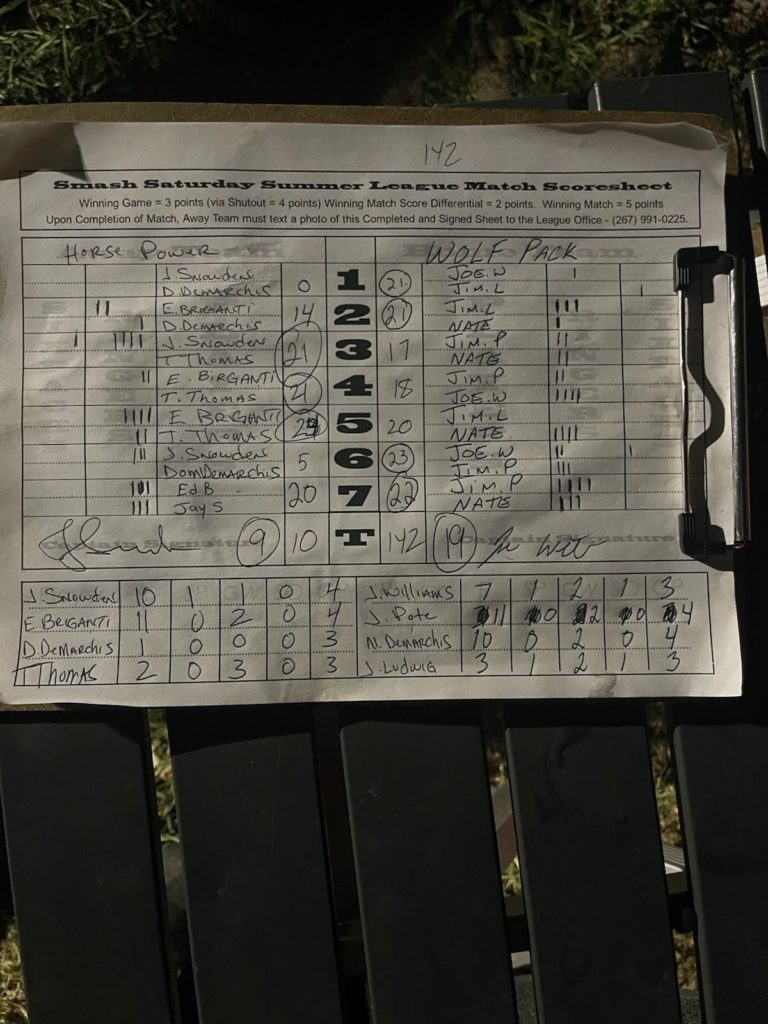 142
Smash Saturday Summer League Match Scoresheet
Winning Game = 3 points (via Shutout = 4 points) Winning Match Score Differential = 2 points. Winning Match = 5 points
Upon Completion of Match, Away Team must text a photo of this Completed and Signed Sheet to the League Office - (267) 991-0225.
HORSE POWER WOLF PACK
J. Snowden 0 1 21 JOE.W
D. DEMARCHIS JIM.L
E. BRIGANTI 14 2 21 JIM.L
D. DEMARCHIS NATE
J. SNOWDEN 21 3 17 JIM.P
T THOMAS NATE
E. BIRGANTI 21 4 18 JIM.P
T. THOMAS JOE.W
E BRGANTI 5 20 JIM.L
T. THOMAS NATE
J. Snowden 5 6 23 JOE.W
DOM DEMARCHIS JIM.P
Ed B 20 7 22 JIM.P
Jay S NATE
9 10 T 142 19
J. SNOWDEN 10 1 1 0 4 J. WILLIAMS 7 1 2 1 3
E. BRIGANTI 11 0 2 0 4 J. Pote 11 0 2 0 4
D. DEMARCHIS 1 0 0 0 3 N. DEMARCHIS 10 0 2 0 4
T THOMAS 2 0 3 0 3 J. LUDWIG 3 1 2 1 3